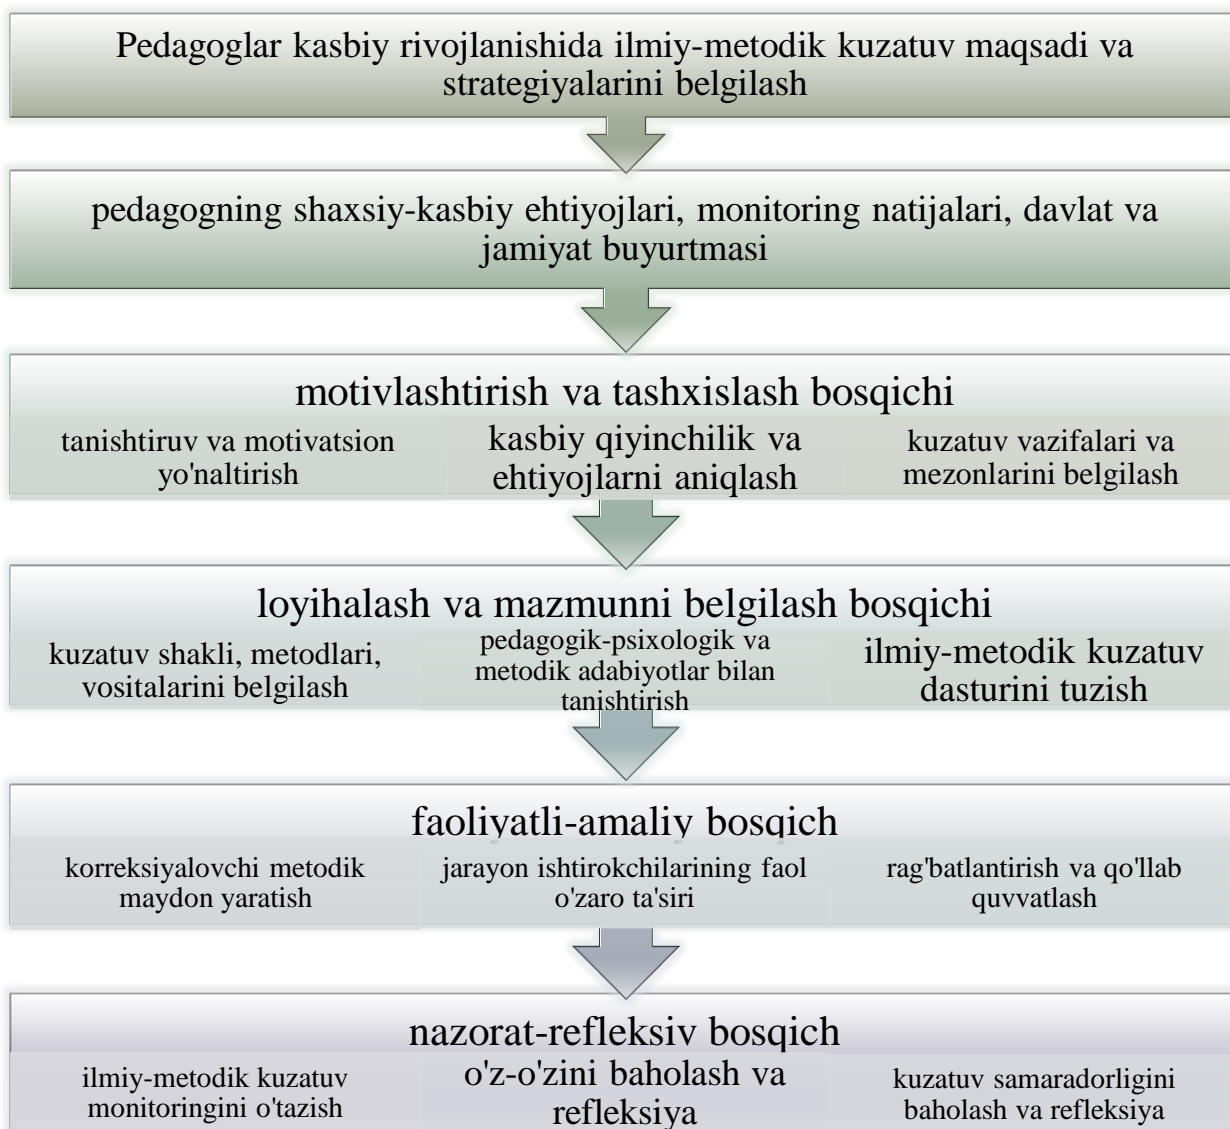 Pedagoglar kasbiy rivojlanishida ilmiy-metodik kuzatuv maqsadi va
strategiyalarini belgilash
pedagogning shaxsiy-kasbiy ehtiyojlari, monitoring natijalari, davlat va
jamiyat buyurtmasi
motivlashtirish va tashxislash bosqichi
tanishtiruv va motivatsion
yo'naltirish
kasbiy qiyinchilik va
ehtiyojlarni aniqlash
kuzatuv vazifalari va
mezonlarini belgilash
loyihalash va mazmunni belgilash bosqichi
kuzatuv shakli, metodlari,
vositalarini belgilash
pedagogik-psixologik va
metodik adabiyotlar bilan
tanishtirish
ilmiy-metodik kuzatuv
dasturini tuzish
faoliyatli-amaliy bosqich
korreksiyalovchi metodik
maydon yaratish
jarayon ishtirokchilarining faol
o'zaro ta'siri
rag'batlantirish va qo'llab
quvvatlash
nazorat-refleksiv bosqich
ilmiy-metodik kuzatuv
monitoringini o'tazish
o'z-o'zini baholash va
refleksiya
kuzatuv samaradorligini
baholash va refleksiya